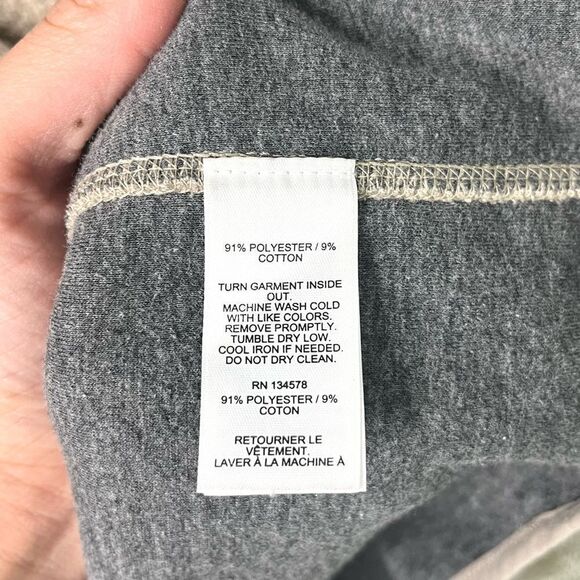 91% POLYESTER / 9%
COTTON
TURN GARMENT INSIDE
OUT.
MACHINE WASH COLD
WITH LIKE COLORS.
REMOVE PROMPTLY.
TUMBLE DRY LOW.
COOL IRON IF NEEDED.
DO NOT DRY CLEAN.
RN 134578
91% POLYESTER / 9%
COTON
RETOURNER LE
VÊTEMENT.
LAVER À LA MACHINE À